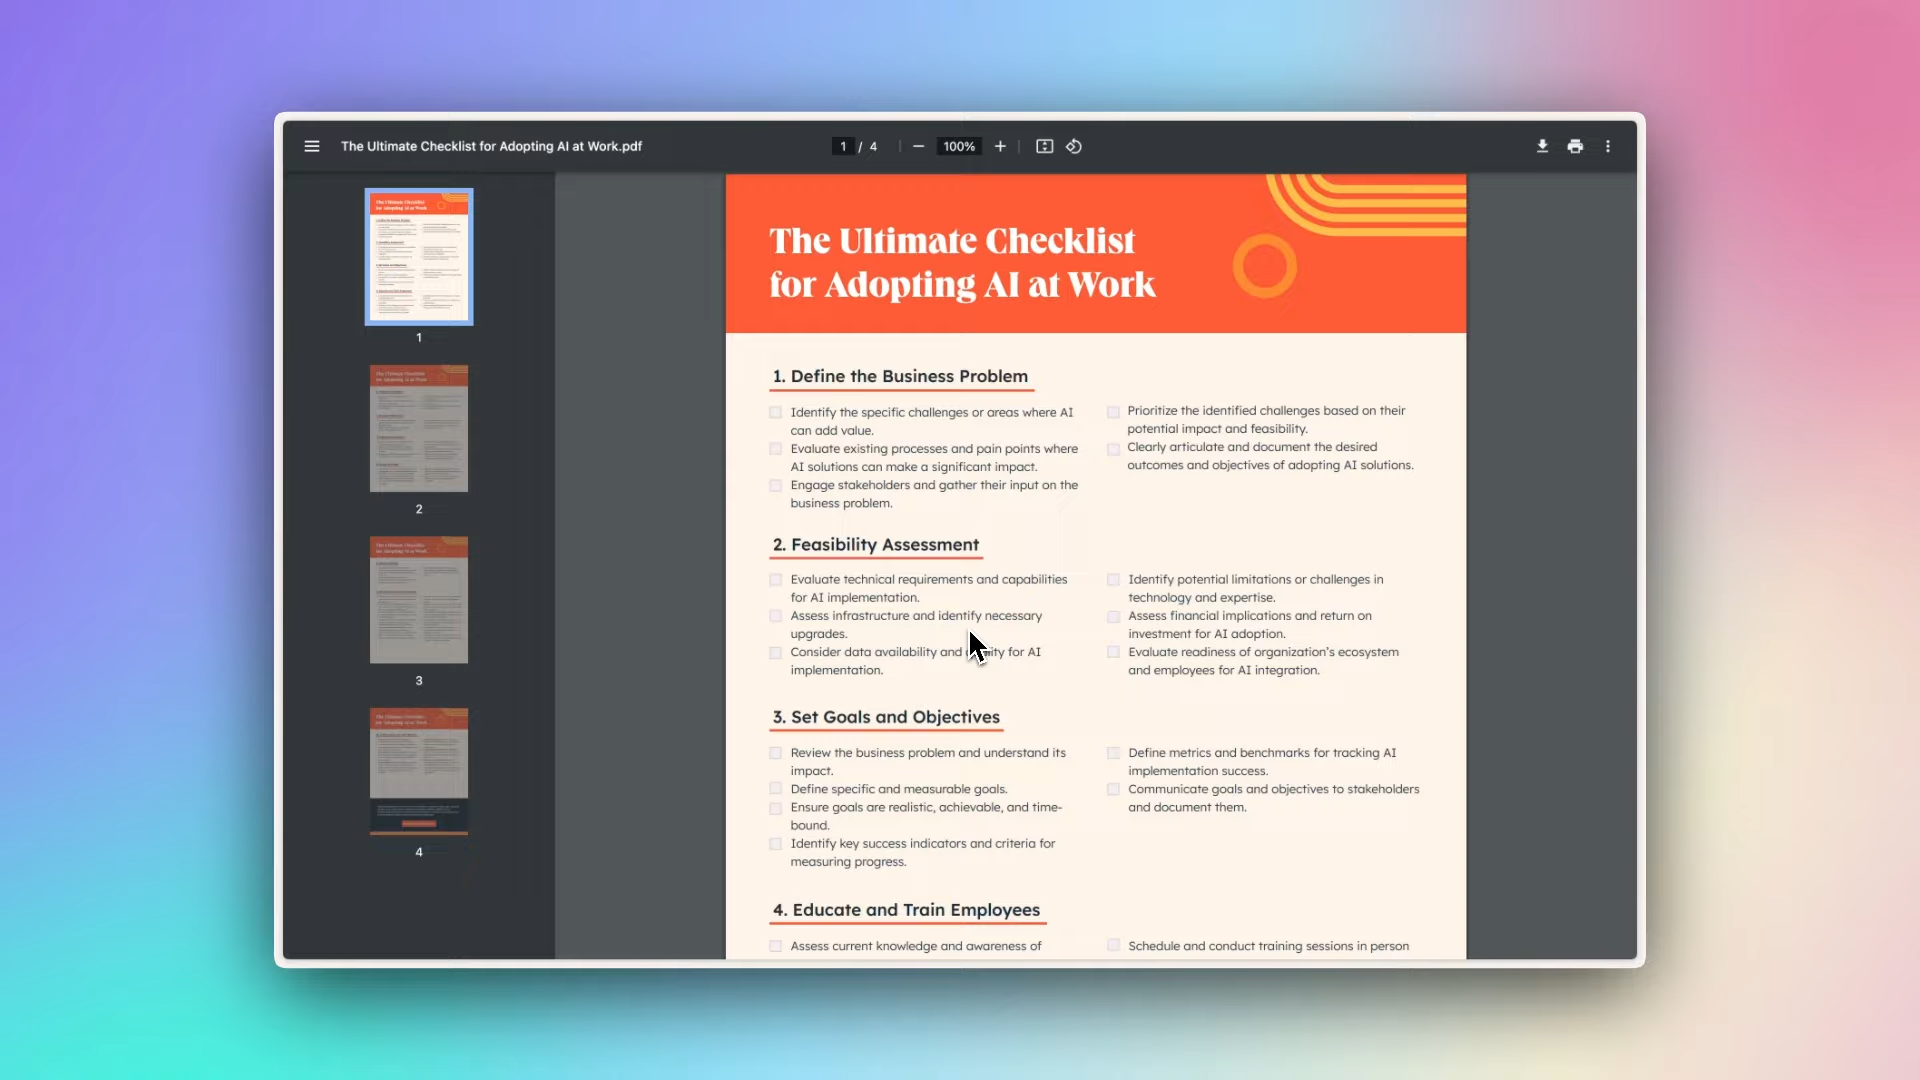 The Ultimate Checklist for Adopting AI at Work.pdf
1 / 4
100%
1
2
3
4
The Ultimate Checklist
for Adopting AI at Work
1. Define the Business Problem
Identify the specific challenges or areas where AI
can add value.
Evaluate existing processes and pain points where
AI solutions can make a significant impact.
Engage stakeholders and gather their input on the
business problem.
Prioritize the identified challenges based on their
potential impact and feasibility.
Clearly articulate and document the desired
outcomes and objectives of adopting AI solutions.
2. Feasibility Assessment
Evaluate technical requirements and capabilities
for AI implementation.
Assess infrastructure and identify necessary
upgrades.
Consider data availability and for AI
implementation.
Identify potential limitations or challenges in
technology and expertise.
Assess financial implications and return on
investment for AI adoption.
Evaluate readiness of organization's ecosystem
and employees for AI integration.
3. Set Goals and Objectives
Review the business problem and understand its
impact.
Define specific and measurable goals.
Ensure goals are realistic, achievable, and time-
bound.
Identify key success indicators and criteria for
measuring progress.
Define metrics and benchmarks for tracking AI
implementation success.
Communicate goals and objectives to stakeholders
and document them.
4. Educate and Train Employees
Assess current knowledge and awareness of
Schedule and conduct training sessions in person